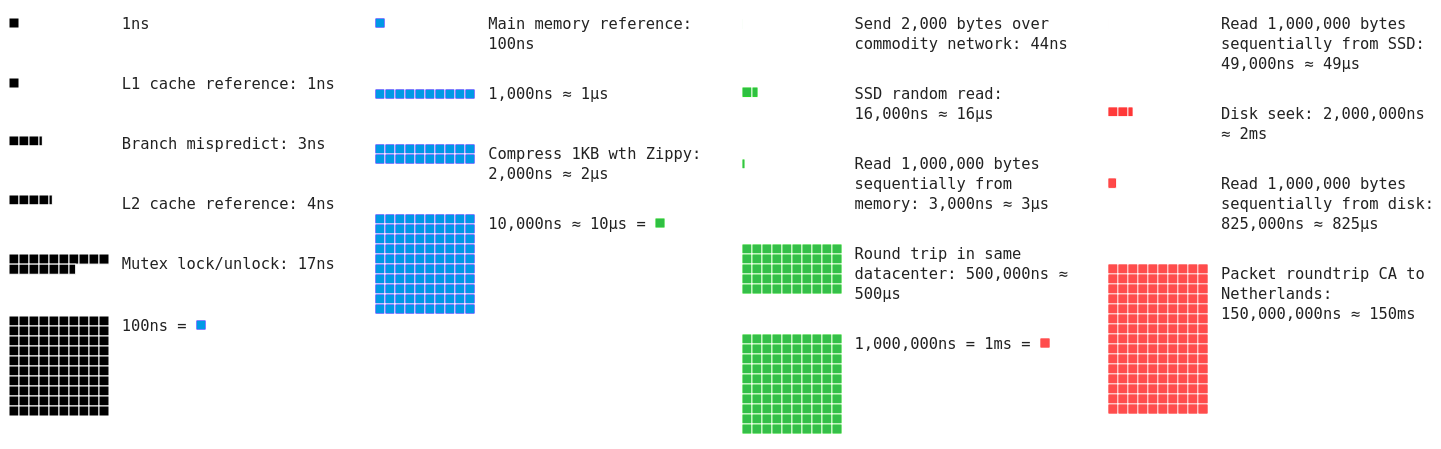 1ns
L1 cache reference: 1ns
Branch mispredict: 3ns
L2 cache reference: 4ns
Mutex lock/unlock: 17ns
100ns =
Main memory reference:
100ns
1,000ns ≈ 1μs
Compress 1KB wth Zippy:
2,000ns ≈ 2μs
10,000ns ≈ 10μs =
Send 2,000 bytes over
commodity network: 44ns
SSD random read:
16,000ns ≈ 16μs
Read 1,000,000 bytes
sequentially from
memory: 3,000ns ≈ 3μs
Round trip in same
datacenter: 500,000ns ≈
500μs
1,000,000ns = 1ms =
Read 1,000,000 bytes
sequentially from SSD:
49,000ns ≈ 49μs
Disk seek: 2,000,000ns
≈ 2ms
Read 1,000,000 bytes
sequentially from disk:
825,000ns ≈ 825μs
Packet roundtrip CA to
Netherlands:
150,000,000ns ≈ 150ms